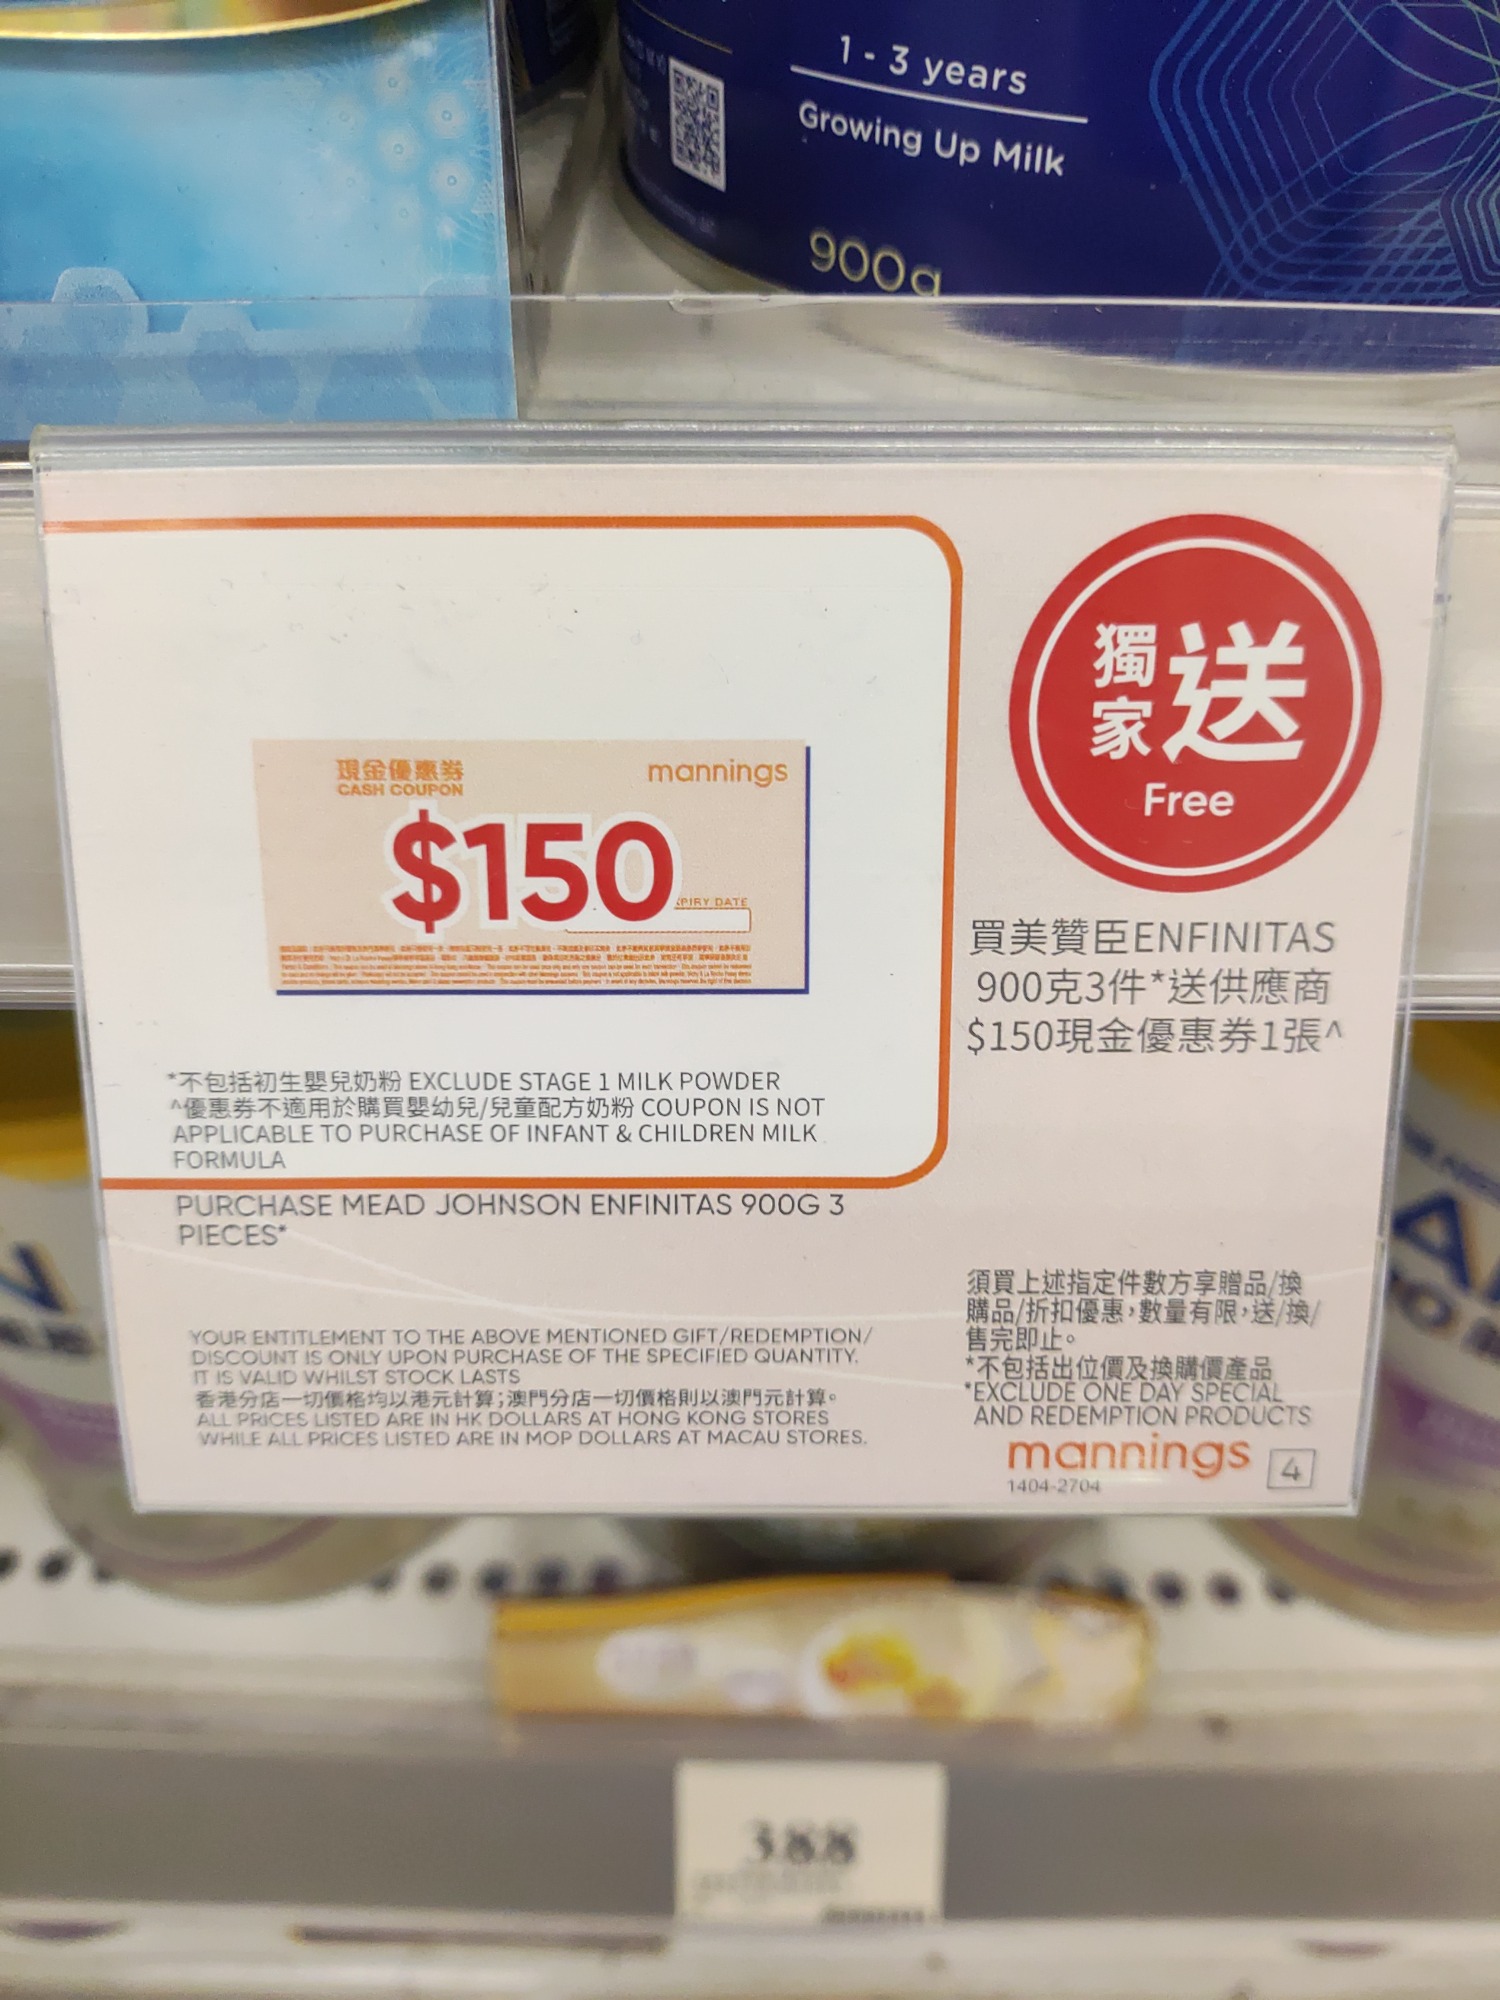 1 - 3 years
Growing Up Milk
900g
獨家送
Free
現金優惠券
CASH COUPON
mannings
$150
PIRY DATE
買美贊臣ENFINITAS
900克3件*送供應商
$150現金優惠券1張^
*不包括初生嬰兒奶粉 EXCLUDE STAGE 1 MILK POWDER
^優惠券不適用於購買嬰幼兒/兒童配方奶粉 COUPON IS NOT
APPLICABLE TO PURCHASE OF INFANT & CHILDREN MILK
FORMULA
PURCHASE MEAD JOHNSON ENFINITAS 900G 3
PIECES*
YOUR ENTITLEMENT TO THE ABOVE MENTIONED GIFT/REDEMPTION/
DISCOUNT IS ONLY UPON PURCHASE OF THE SPECIFIED QUANTITY.
IT IS VALID WHILST STOCK LASTS
香港分店一切價格均以港元計算;澳門分店一切價格則以澳門元計算。
ALL PRICES LISTED ARE IN HK DOLLARS AT HONG KONG STORES
WHILE ALL PRICES LISTED ARE IN MOP DOLLARS AT MACAU STORES.
須買上述指定件數方享贈品/換
購品/折扣優惠,數量有限,送/換/
售完即止。
*不包括出位價及換購價產品
*EXCLUDE ONE DAY SPECIAL
AND REDEMPTION PRODUCTS
mannings 4
1404-2704
388